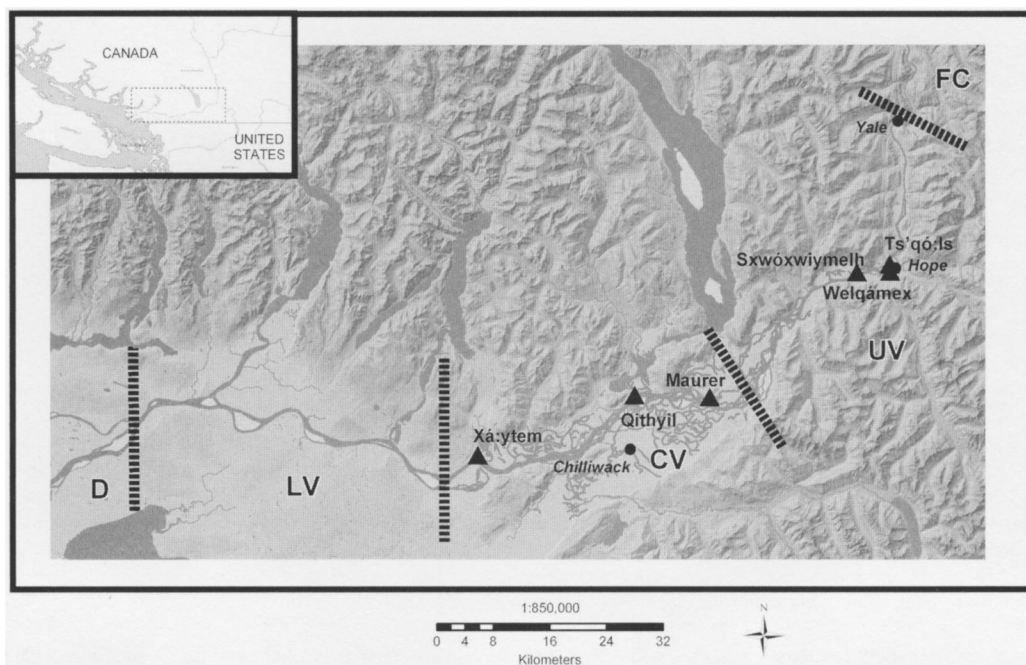 CANADA
UNITED
STATES
FC
Yale
Ts'qó:ls
Sxwóxwiymelh
Hope
Welqámex
UV
Maurer
Qithyil
Xá:ytem
Chilliwack
CV
LV
D
1:850,000
N
0 4 8 16 24 32
Kilometers